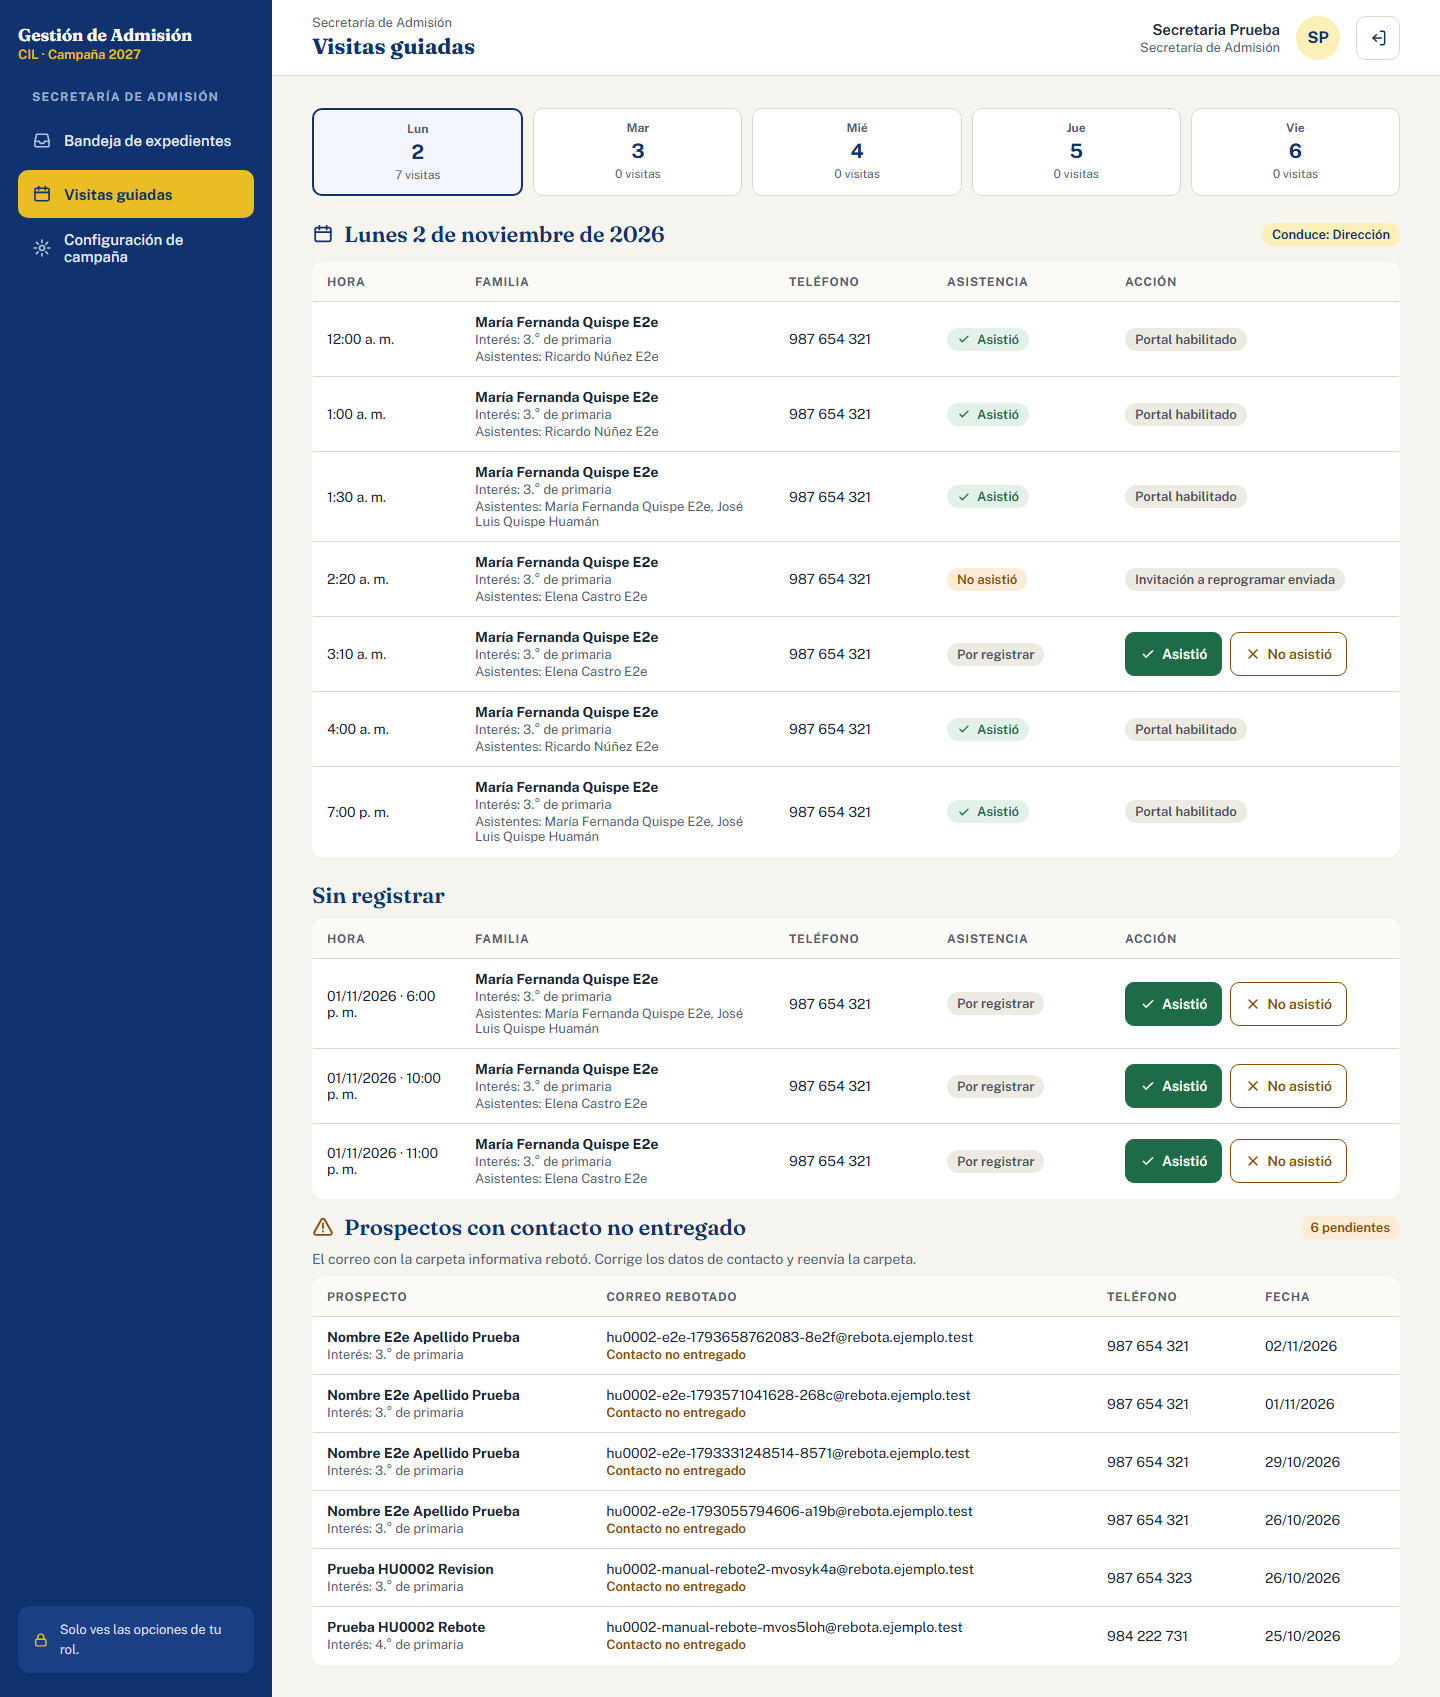 Gestión de Admisión
CIL · Campaña 2027
SECRETARÍA DE ADMISIÓN
Bandeja de expedientes
Visitas guiadas
Configuración de
campaña
Solo ves las opciones de tu
rol.
Secretaría de Admisión
Visitas guiadas
Secretaria Prueba
Secretaría de Admisión
SP
Lun
2
7 visitas
Mar
3
0 visitas
Mié
4
0 visitas
Jue
5
0 visitas
Vie
6
0 visitas
Lunes 2 de noviembre de 2026
Conduce: Dirección
HORA FAMILIA TELÉFONO ASISTENCIA ACCIÓN
María Fernanda Quispe E2e
Interés: 3.° de primaria
Asistentes: Ricardo Núñez E2e
12:00 a. m. 987 654 321 Asistió Portal habilitado
María Fernanda Quispe E2e
Interés: 3.° de primaria
Asistentes: Ricardo Núñez E2e
1:00 a. m. 987 654 321 Asistió Portal habilitado
María Fernanda Quispe E2e
Interés: 3.° de primaria
Asistentes: María Fernanda Quispe E2e, José
Luis Quispe Huamán
1:30 a. m. 987 654 321 Asistió Portal habilitado
María Fernanda Quispe E2e
Interés: 3.° de primaria
Asistentes: Elena Castro E2e
2:20 a. m. 987 654 321 No asistió Invitación a reprogramar enviada
María Fernanda Quispe E2e
Interés: 3.° de primaria
Asistentes: Elena Castro E2e
3:10 a. m. 987 654 321 Por registrar Asistió No asistió
María Fernanda Quispe E2e
Interés: 3.° de primaria
Asistentes: Ricardo Núñez E2e
4:00 a. m. 987 654 321 Asistió Portal habilitado
María Fernanda Quispe E2e
Interés: 3.° de primaria
Asistentes: María Fernanda Quispe E2e, José
Luis Quispe Huamán
7:00 p. m. 987 654 321 Asistió Portal habilitado
Sin registrar
HORA FAMILIA TELÉFONO ASISTENCIA ACCIÓN
María Fernanda Quispe E2e
Interés: 3.° de primaria
Asistentes: María Fernanda Quispe E2e, José
Luis Quispe Huamán
01/11/2026 · 6:00
p. m.
987 654 321 Por registrar Asistió No asistió
María Fernanda Quispe E2e
Interés: 3.° de primaria
Asistentes: Elena Castro E2e
01/11/2026 · 10:00
p. m.
987 654 321 Por registrar Asistió No asistió
María Fernanda Quispe E2e
Interés: 3.° de primaria
Asistentes: Elena Castro E2e
01/11/2026 · 11:00
p. m.
987 654 321 Por registrar Asistió No asistió
Prospectos con contacto no entregado
6 pendientes
El correo con la carpeta informativa rebotó. Corrige los datos de contacto y reenvía la carpeta.
PROSPECTO CORREO REBOTADO TELÉFONO FECHA
Nombre E2e Apellido Prueba hu0002-e2e-1793658762083-8e2f@rebota.ejemplo.test 987 654 321 02/11/2026
Interés: 3.° de primaria Contacto no entregado
Nombre E2e Apellido Prueba hu0002-e2e-1793571041628-268c@rebota.ejemplo.test 987 654 321 01/11/2026
Interés: 3.° de primaria Contacto no entregado
Nombre E2e Apellido Prueba hu0002-e2e-1793331248514-8571@rebota.ejemplo.test 987 654 321 29/10/2026
Interés: 3.° de primaria Contacto no entregado
Nombre E2e Apellido Prueba hu0002-e2e-1793055794606-a19b@rebota.ejemplo.test 987 654 321 26/10/2026
Interés: 3.° de primaria Contacto no entregado
Prueba HU0002 Revision hu0002-manual-rebote2-mvosyk4a@rebota.ejemplo.test 987 654 323 26/10/2026
Interés: 3.° de primaria Contacto no entregado
Prueba HU0002 Rebote hu0002-manual-rebote-mvos5loh@rebota.ejemplo.test 984 222 731 25/10/2026
Interés: 4.° de primaria Contacto no entregado